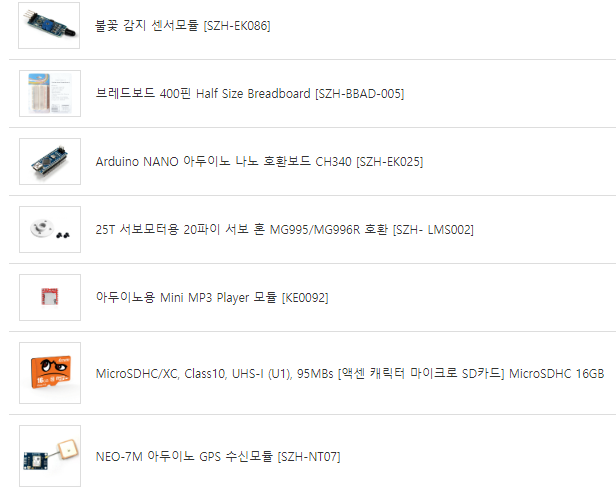 불꽃 감지 센서모듈 [SZH-EK086]
브레드보드 400핀 Half Size Breadboard [SZH-BBAD-005]
Arduino NANO 아두이노 나노 호환보드 CH340 [SZH-EK025]
25T 서보모터용 20파이 서보 혼 MG995/MG996R 호환 [SZH- LMS002]
아두이노용 Mini MP3 Player 모듈 [KE0092]
MicroSDHC/XC, Class10, UHS-I (U1), 95MBs [액센 캐릭터 마이크로 SD카드] MicroSDHC 16GB
NEO-7M 아두이노 GPS 수신모듈 [SZH-NT07]